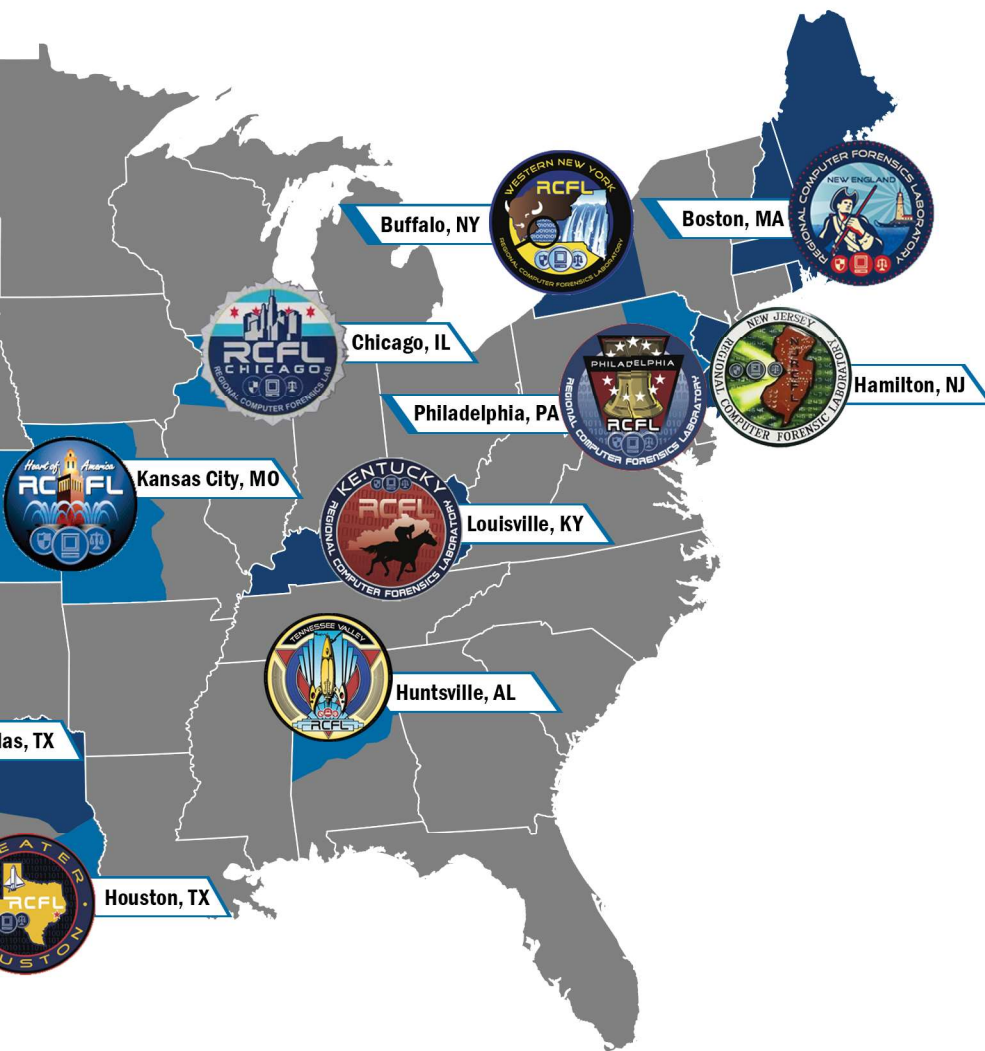 WESTERN NEW YORK
RCFL
REGIONAL COMPUTER FORENSICS LABORATORY
Buffalo, NY
Boston, MA
REGIONAL COMPUTER FORENSICS LABORATORY
NEW ENGLAND
RCFL
CHICAGO
REGIONAL COMPUTER FORENSICS LAB
Chicago, IL
PHILADELPHIA
RCFL
REGIONAL COMPUTER FORENSICS LABORATORY
Philadelphia, PA
NEW JERSEY
REGIONAL COMPUTER FORENSIC LABORATORY
Hamilton, NJ
Heart of America
RCFL
Kansas City, MO
KENTUCKY
RCFL
REGIONAL COMPUTER FORENSICS LABORATORY
Louisville, KY
TENNESSEE VALLEY
RCFL
Huntsville, AL
las, TX
EATER
RCFL
USTON
Houston, TX